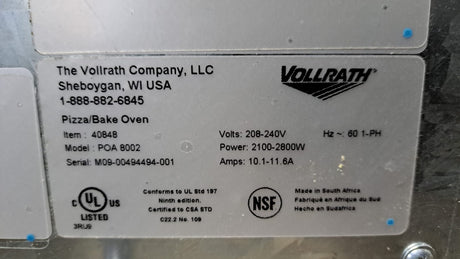 The Vollrath Company, LLC
Sheboygan, WI USA
1-888-882-6845
VOLLRATH
Pizza/Bake Oven
Item : 40848
Model : POA 8002
Serial: M09-00494494-001
Volts: 208-240V
Hz ~: 60 1-PH
Power: 2100-2800W
Amps: 10.1-11.6A
C UL US
LISTED
3RU9
Conforms to UL Std 197
Ninth edition.
Certified to CSA STD
C22.2 No. 109
NSF
Made in South Africa
Fabriqué en Afrique du Sud
Hecho en Sudafrica